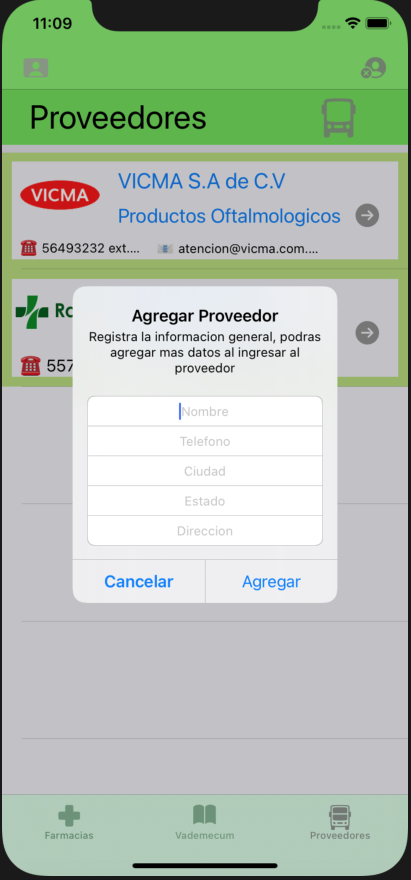 11:09
Proveedores
VICMA
VICMA S.A de C.V
Productos Oftalmologicos
56493232 ext....
atencion@vicma.com....
557
Agregar Proveedor
Registra la informacion general, podras
agregar mas datos al ingresar al
proveedor
Nombre
Telefono
Ciudad
Estado
Direccion
Cancelar
Agregar
Farmacias
Vademecum
Proveedores